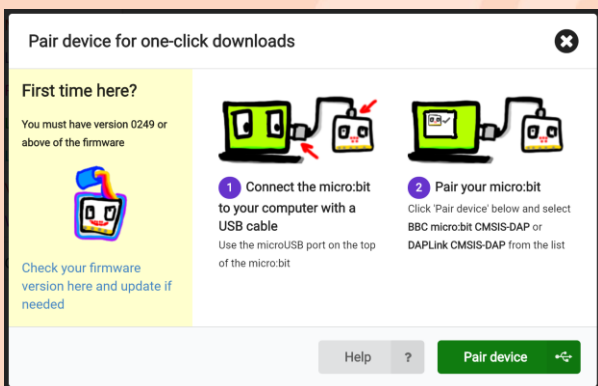 Pair device for one-click downloads
First time here?
You must have version 0249 or
above of the firmware
Check your firmware
version here and update if
needed
1 Connect the micro:bit
to your computer with a
USB cable
Use the microUSB port on the top
of the micro:bit
2 Pair your micro:bit
Click 'Pair device' below and select
BBC micro:bit CMSIS-DAP or
DAPLink CMSIS-DAP from the list
Help ?
Pair device